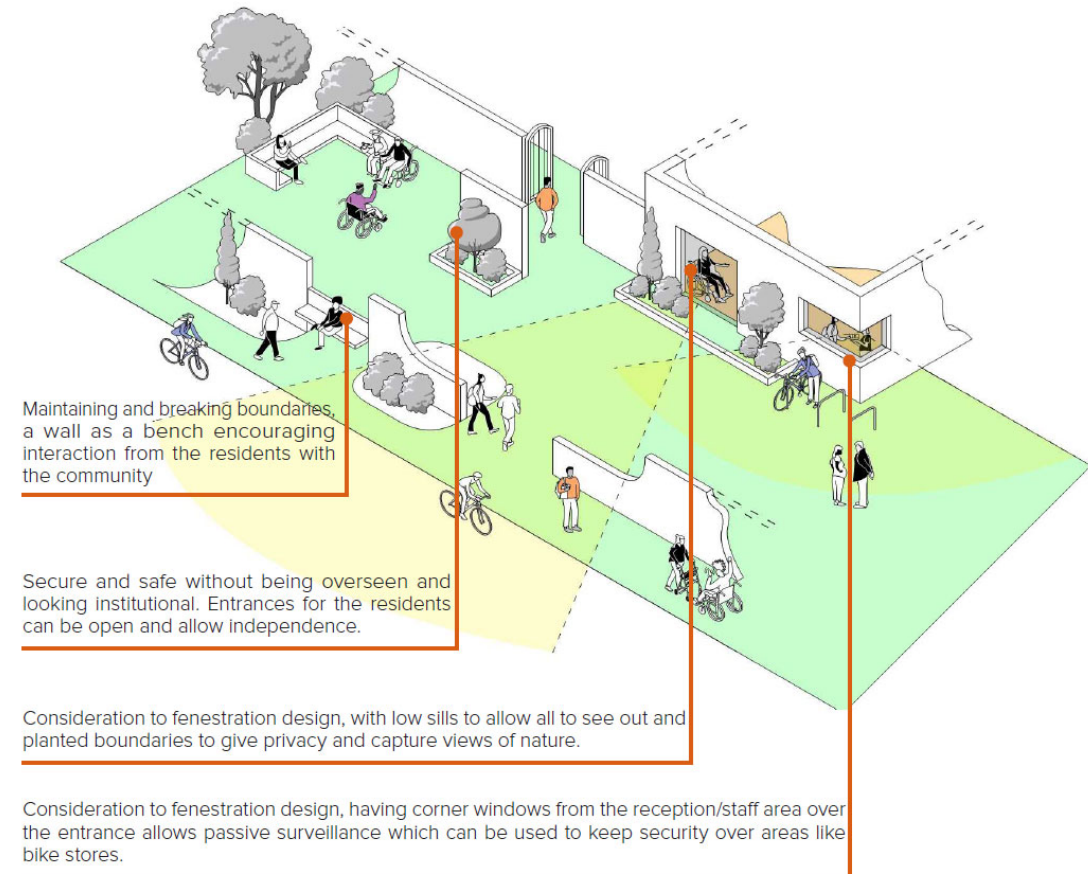 Maintaining and breaking boundaries,
a wall as a bench encouraging
interaction from the residents with
the community
Secure and safe without being overseen and
looking institutional. Entrances for the residents
can be open and allow independence.
Consideration to fenestration design, with low sills to allow all to see out and
planted boundaries to give privacy and capture views of nature.
Consideration to fenestration design, having corner windows from the reception/staff area over
the entrance allows passive surveillance which can be used to keep security over areas like
bike stores.